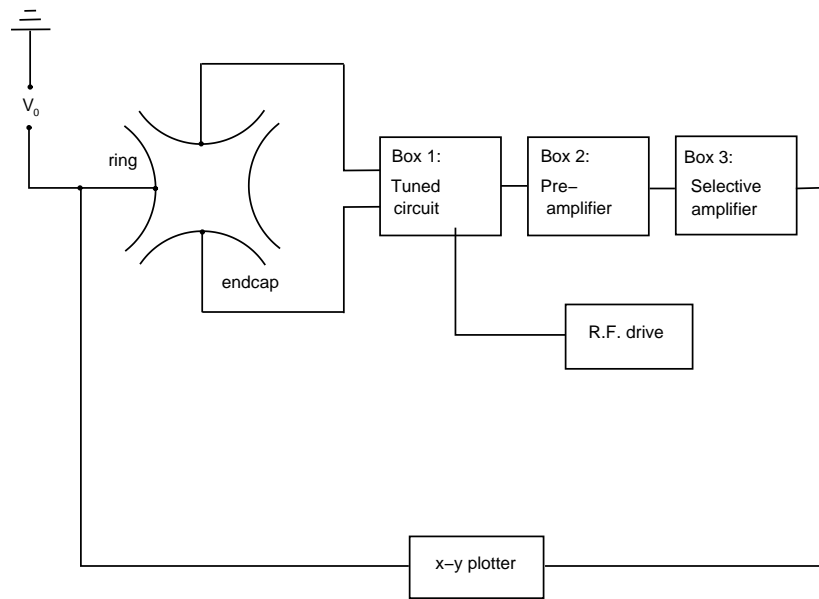 V0
ring
endcap
Box 1:
Tuned
circuit
Box 2:
Pre–
amplifier
Box 3:
Selective
amplifier
R.F. drive
x–y plotter